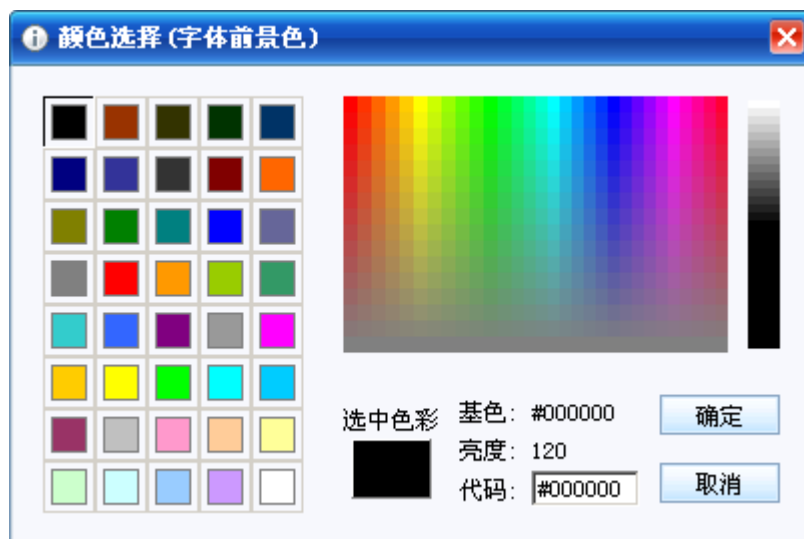 颜色选择(字体前景色)
选中色彩
基色: #000000
亮度: 120
代码: #000000
确定
取消